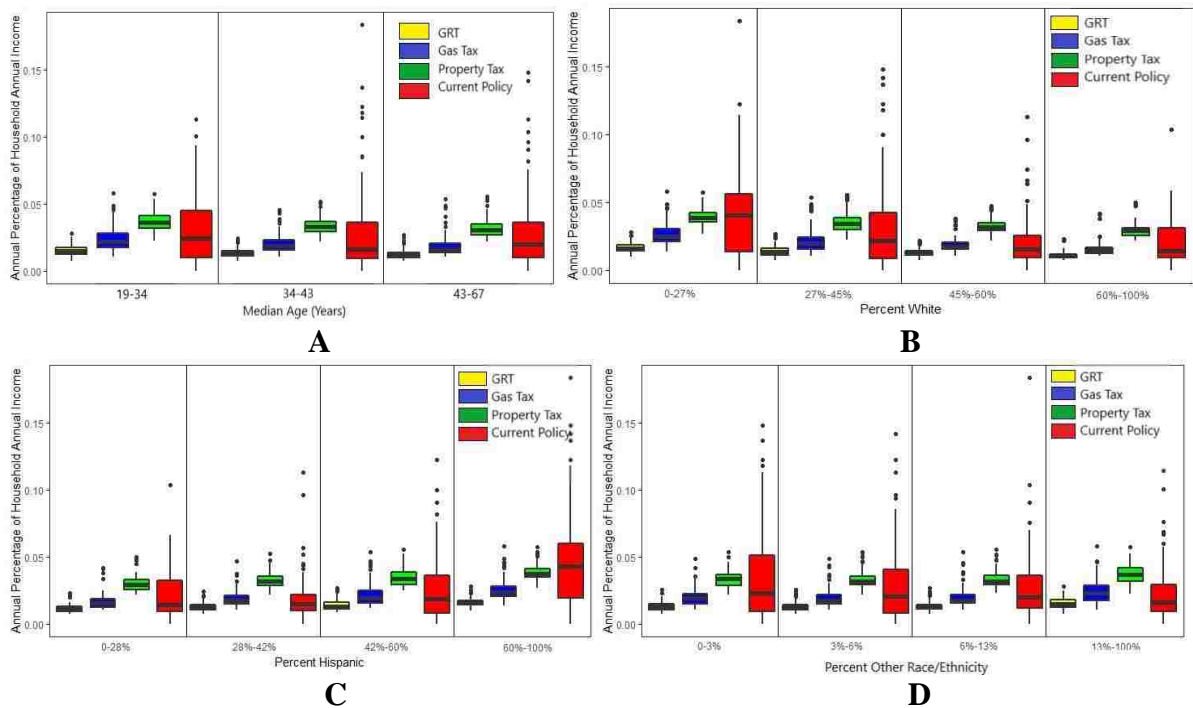 Annual Percentage of Household Annual Income
0.15
0.10
0.05
0.00
GRT
Gas Tax
Property Tax
Current Policy
19-34
34-43
43-67
Median Age (Years)
A
Annual Percentage of Household Annual Income
0.15
0.10
0.05
0.00
GRT
Gas Tax
Property Tax
Current Policy
0-27%
27%-45%
45%-60%
60%-100%
Percent White
B
Annual Percentage of Household Annual Income
0.15
0.10
0.05
0.00
GRT
Gas Tax
Property Tax
Current Policy
0-28%
28%-42%
42%-60%
60%-100%
Percent Hispanic
C
Annual Percentage of Household Annual Income
0.15
0.10
0.05
0.00
GRT
Gas Tax
Property Tax
Current Policy
0-3%
3%-6%
6%-13%
13%-100%
Percent Other Race/Ethnicity
D